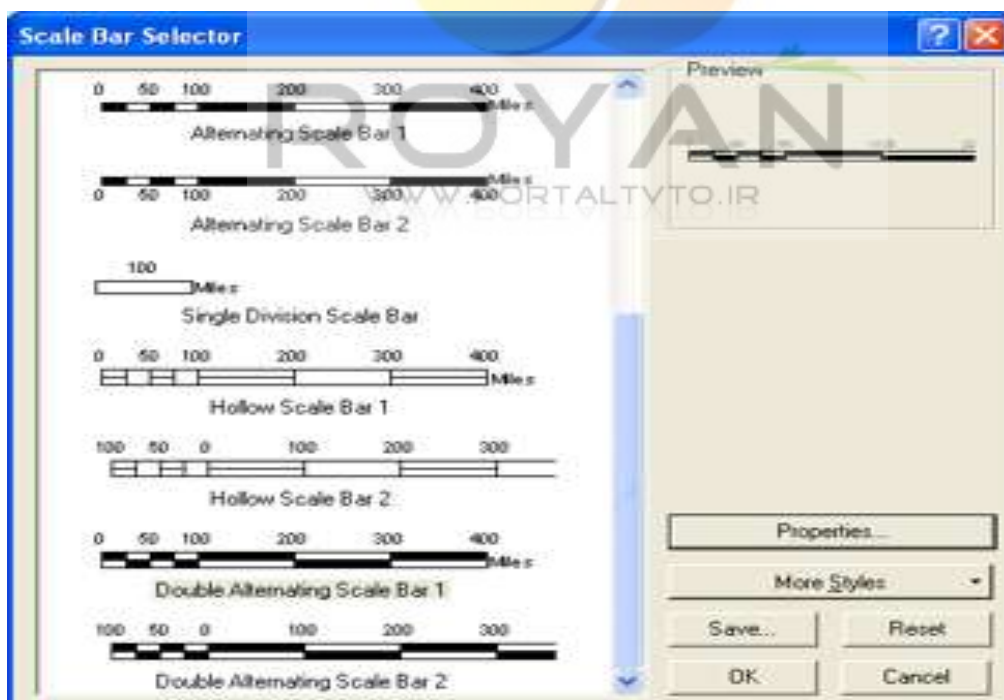 Scale Bar Selector
0 50 100 200 300 400
Miles
Alternating Scale Bar 1
Miles
0 50 100 200 300 400
Alternating Scale Bar 2
100
Miles
Single Division Scale Bar
0 50 100 200 300 400
Miles
Hollow Scale Bar 1
100 50 0 100 200 300
Hollow Scale Bar 2
0 50 100 200 300 400
Miles
Double Alternating Scale Bar 1
100 50 0 100 200 300
Double Alternating Scale Bar 2
Preview
Properties...
More Styles
Save... Reset
OK Cancel
ROYAN
WWW.PORTALTVTO.IR